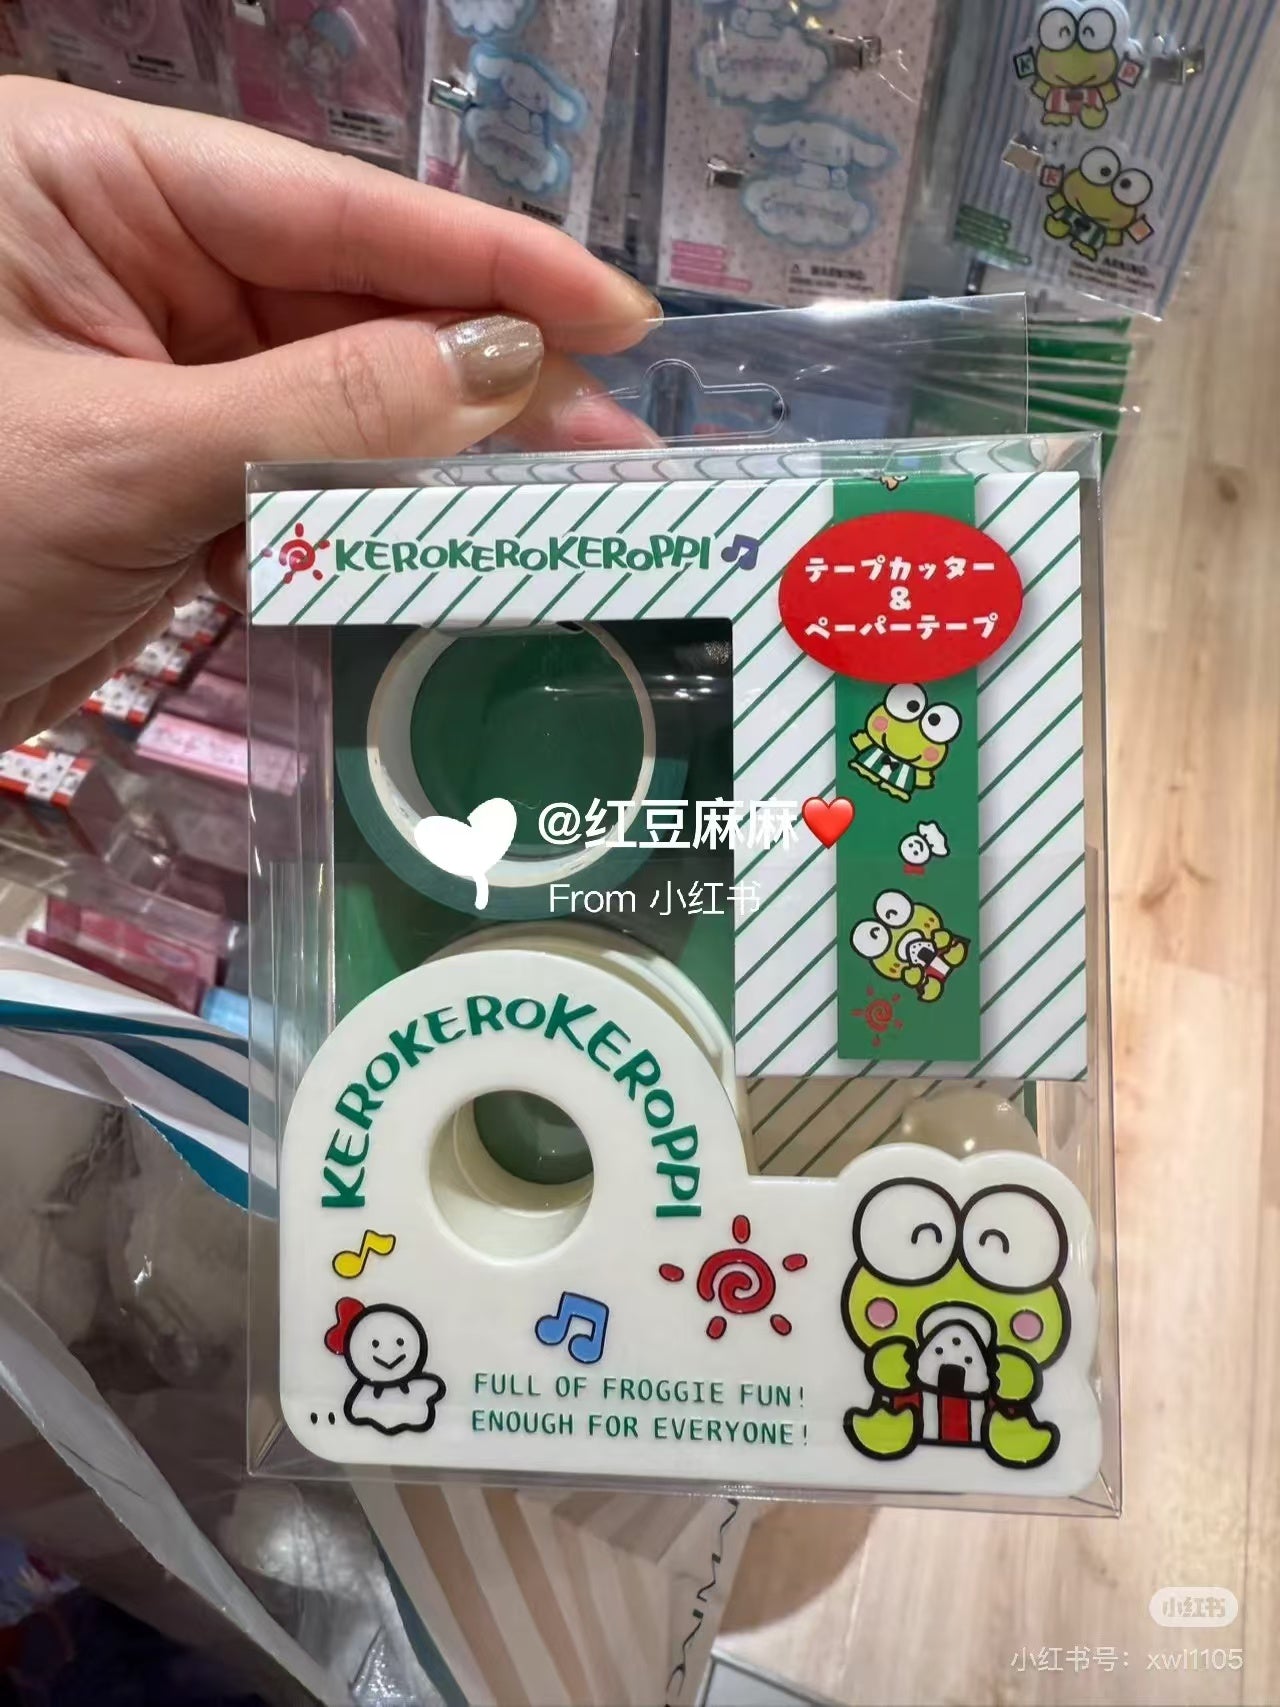 K P
K
WARNING:
ARNING:
KEROKEROKEROPPI
テープカッター
&
ペーパーテープ
@红豆麻麻❤️
From 小红书
KEROKEROKEROPPI
FULL OF FROGGIE FUN!
ENOUGH FOR EVERYONE!
小红书
小红书号：xwl1105